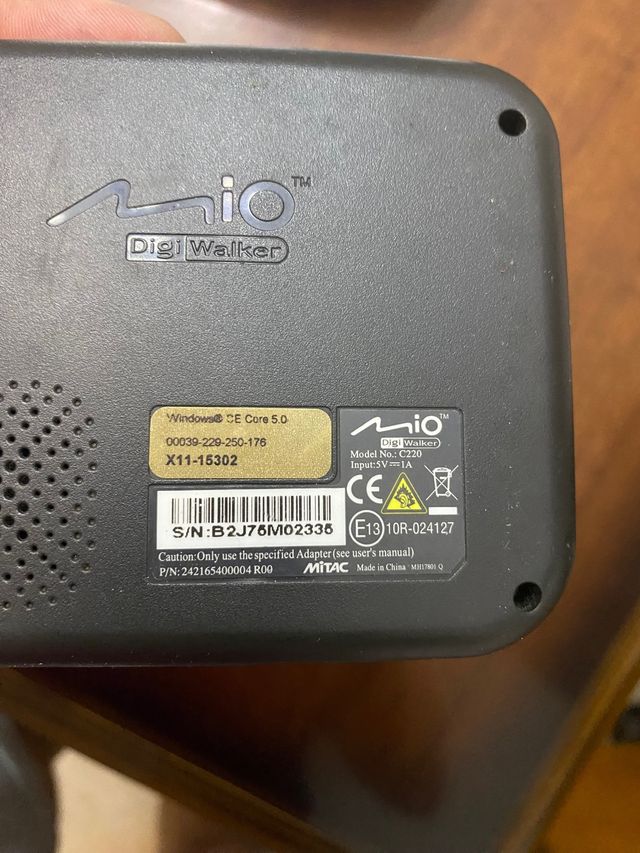 mio™
Digi Walker
Windows® CE Core 5.0
00039-229-250-176
X11-15302
mio
Digi Walker
Model No.: C220
Input:5V⎓1A
CE
S/N:B2J75M02335
E13 10R-024127
Caution:Only use the specified Adapter(see user's manual)
P/N: 242165400004 R00 MiTAC Made in China MH17801 Q